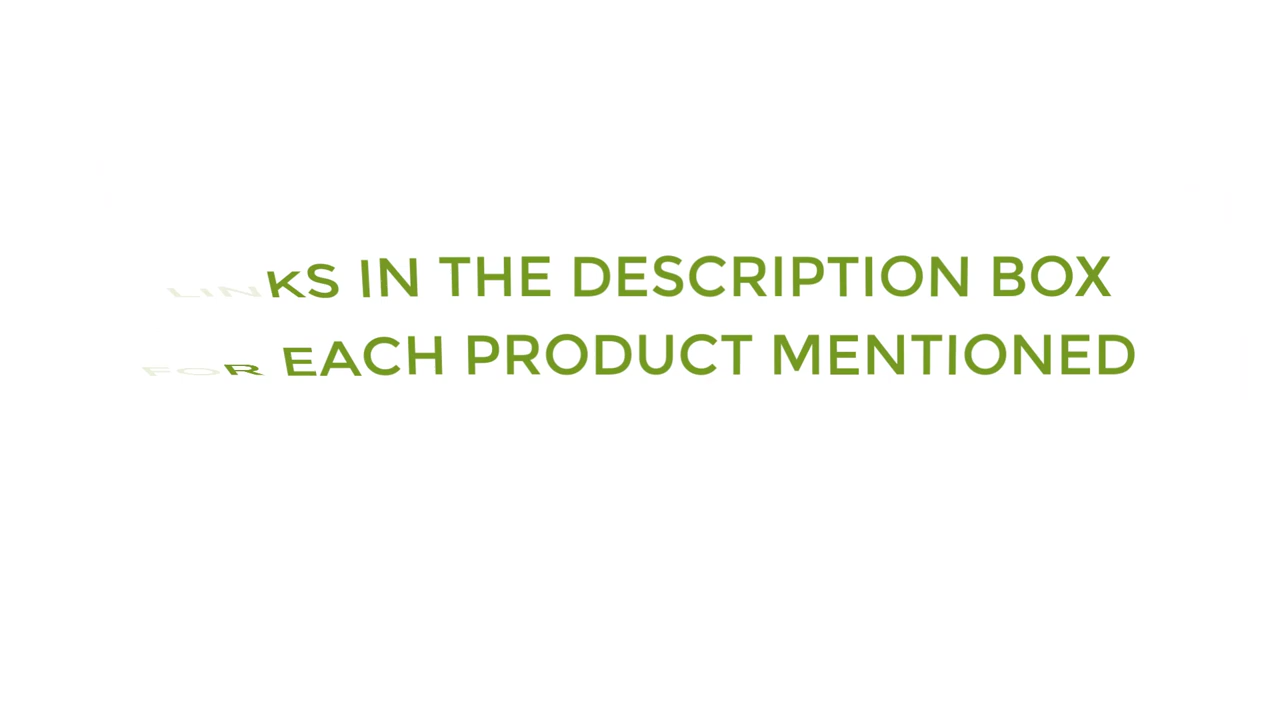 LINKS IN THE DESCRIPTION BOX
FOR EACH PRODUCT MENTIONED